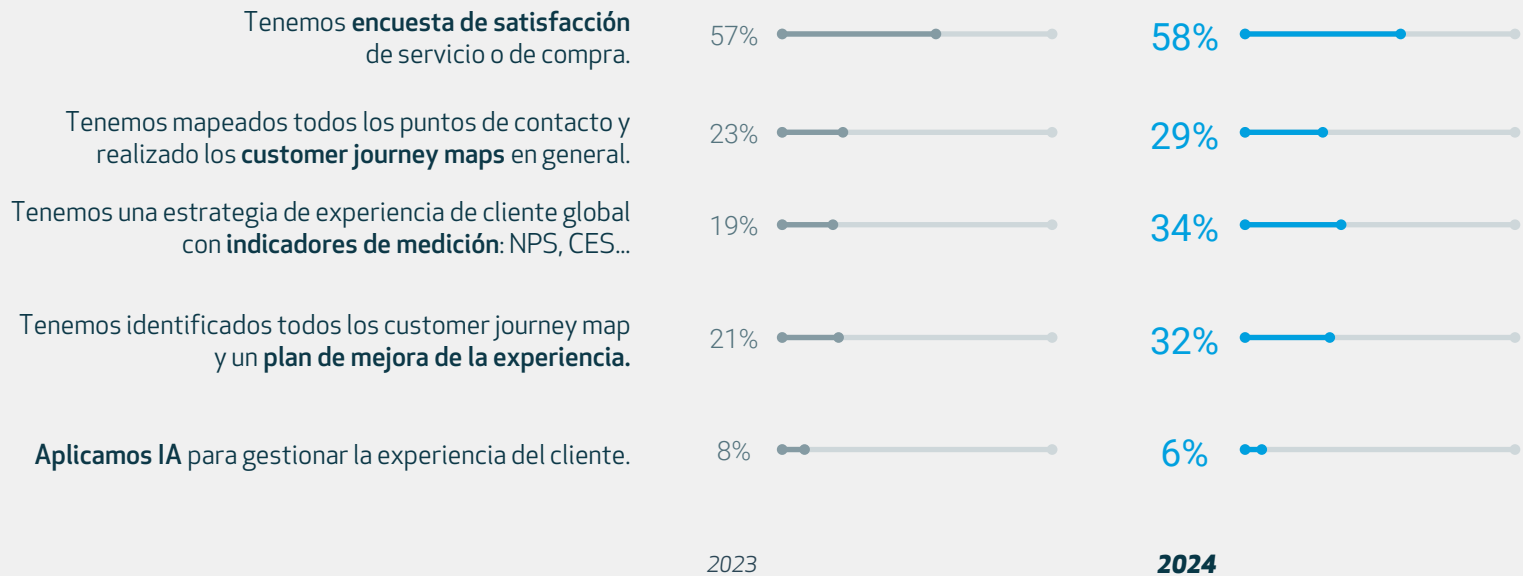 Tenemos encuesta de satisfacción
de servicio o de compra.
57%
58%
Tenemos mapeados todos los puntos de contacto y
realizado los customer journey maps en general.
23%
29%
Tenemos una estrategia de experiencia de cliente global
con indicadores de medición: NPS, CES...
19%
34%
Tenemos identificados todos los customer journey map
y un plan de mejora de la experiencia.
21%
32%
Aplicamos IA para gestionar la experiencia del cliente.
8%
6%
2023
2024